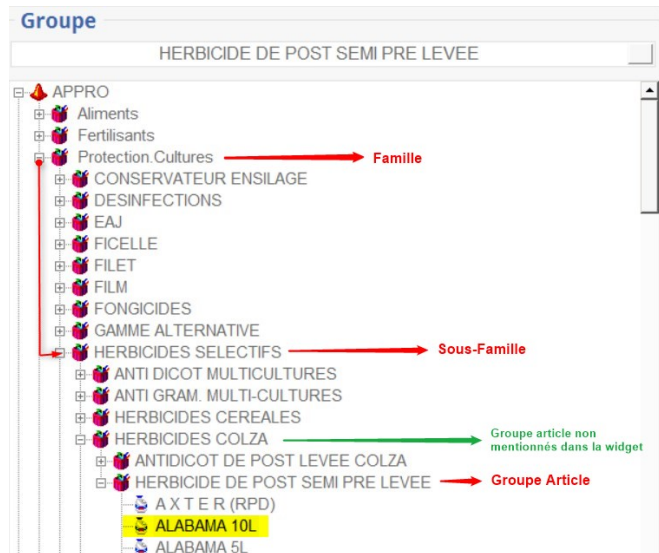 Groupe
HERBICIDE DE POST SEMI PRE LEVEE
APPRO
Aliments
Fertilisants
Protection.Cultures Famille
CONSERVATEUR ENSILAGE
DESINFECTIONS
EAJ
FICELLE
FILET
FILM
FONGICIDES
GAMME ALTERNATIVE
HERBICIDES SELECTIFS Sous-Famille
ANTI DICOT MULTICULTURES
ANTI GRAM. MULTI-CULTURES
HERBICIDES CEREALES
HERBICIDES COLZA Groupe article non
mentionnés dans la widget
ANTIDICOT DE POST LEVEE COLZA
HERBICIDE DE POST SEMI PRE LEVEE Groupe Article
A X T E R (RPD)
ALABAMA 10L
ALABAMA 5L